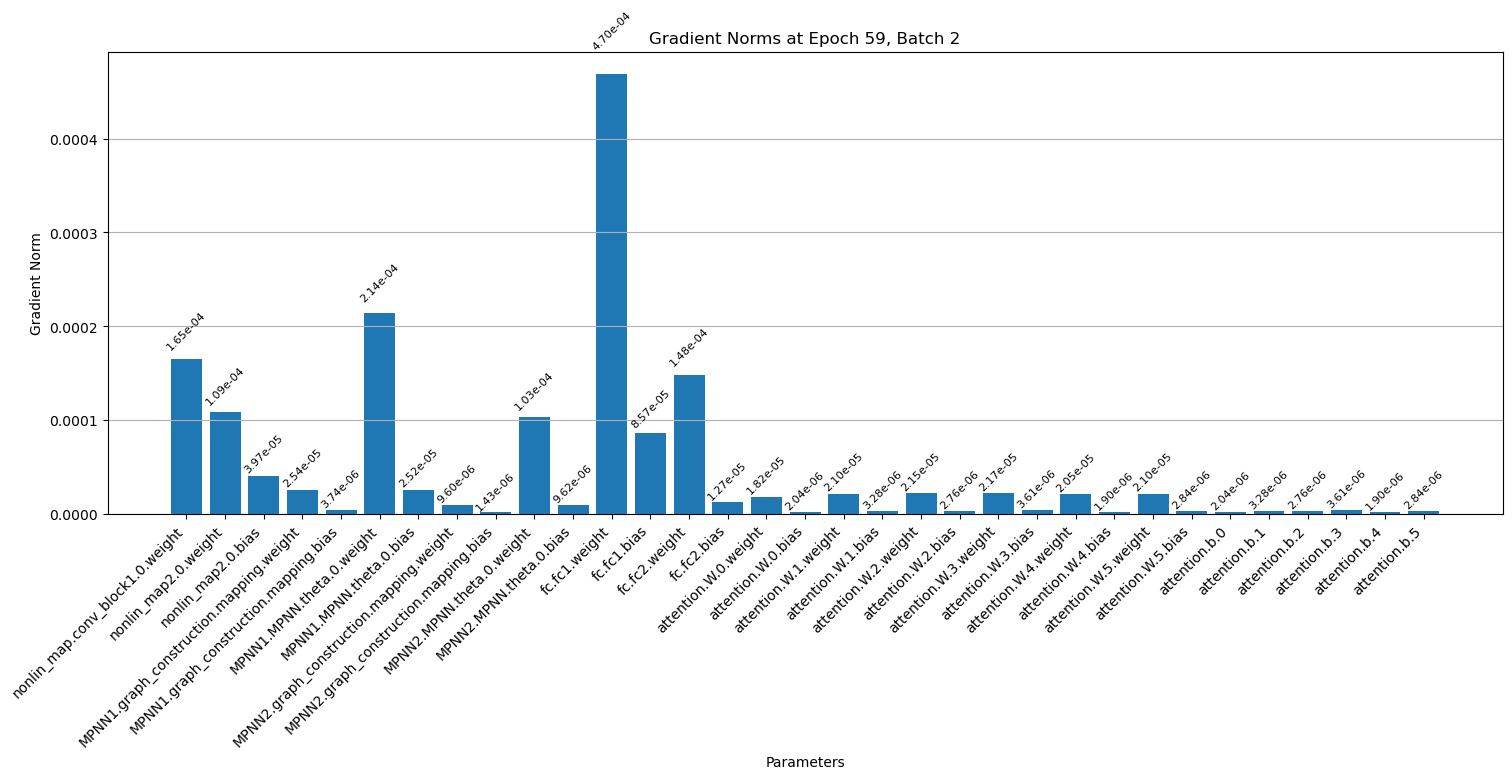 Gradient Norms at Epoch 59, Batch 2
Gradient Norm
0.0004
0.0003
0.0002
0.0001
0.0000
1.65e-04
1.09e-04
3.97e-05
2.54e-05
3.74e-06
2.14e-04
2.52e-05
9.60e-06
1.43e-06
1.03e-04
9.62e-06
4.70e-04
8.57e-05
1.48e-04
1.27e-05
1.82e-05
2.04e-06
2.10e-05
3.28e-06
2.15e-05
2.76e-06
2.17e-05
3.61e-06
2.05e-05
1.90e-06
2.10e-05
2.84e-06
2.04e-06
3.28e-06
2.76e-06
3.61e-06
1.90e-06
2.84e-06
nonlin_map.conv_block1.0.weight
nonlin_map2.0.weight
nonlin_map2.0.bias
MPNN1.graph_construction.mapping.weight
MPNN1.graph_construction.mapping.bias
MPNN1.MPNN.theta.0.weight
MPNN1.MPNN.theta.0.bias
MPNN2.graph_construction.mapping.weight
MPNN2.graph_construction.mapping.bias
MPNN2.MPNN.theta.0.weight
MPNN2.MPNN.theta.0.bias
fc.fc1.weight
fc.fc1.bias
fc.fc2.weight
fc.fc2.bias
attention.W.0.weight
attention.W.0.bias
attention.W.1.weight
attention.W.1.bias
attention.W.2.weight
attention.W.2.bias
attention.W.3.weight
attention.W.3.bias
attention.W.4.weight
attention.W.4.bias
attention.W.5.weight
attention.W.5.bias
attention.b.0
attention.b.1
attention.b.2
attention.b.3
attention.b.4
attention.b.5
Parameters